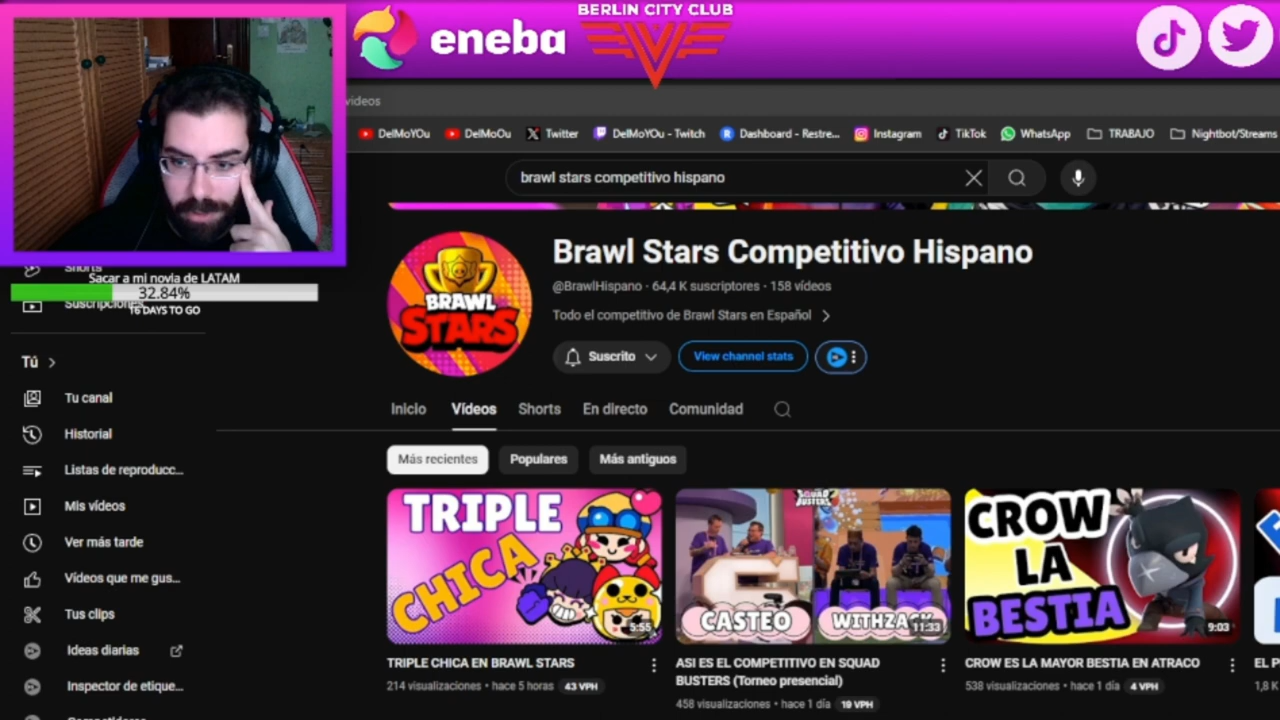 BERLIN CITY CLUB
eneba
videos
DelMoYOu
DelMoOu
Twitter
DelMoYOu - Twitch
Dashboard - Restre...
Instagram
TikTok
WhatsApp
TRABAJO
Nightbot/Streams
brawl stars competitivo hispano
Shorts
Sacar a mi novia de LATAM
32.84%
Suscripciones
16 DAYS TO GO
BRAWL
STARS
Brawl Stars Competitivo Hispano
@BrawlHispano · 64,4 K suscriptores · 158 vídeos
Todo el competitivo de Brawl Stars en Español
Suscrito
View channel stats
Tú
Tu canal
Historial
Listas de reproducc...
Mis vídeos
Ver más tarde
Vídeos que me gus...
Tus clips
Ideas diarias
Inspector de etique...
Inicio
Vídeos
Shorts
En directo
Comunidad
Más recientes
Populares
Más antiguos
TRIPLE
CHICA
5:55
SQUAD
BUSTERS
CASTEO
WITHZACK
11:33
CROW
LA
BESTIA
9:03
TRIPLE CHICA EN BRAWL STARS
214 visualizaciones • hace 5 horas
43 VPH
ASI ES EL COMPETITIVO EN SQUAD
BUSTERS (Torneo presencial)
458 visualizaciones • hace 1 día
19 VPH
CROW ES LA MAYOR BESTIA EN ATRACO
538 visualizaciones • hace 1 día
4 VPH
EL P
1,8 K